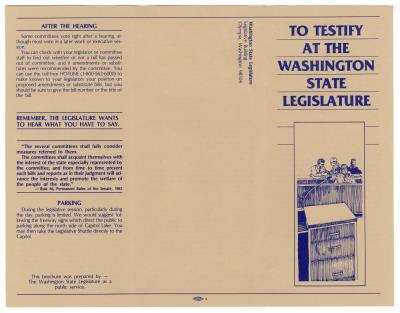 AFTER THE HEARING
Some committees vote right after a hearing, al-
though most vote in a later work or executive ses-
sion.
You can check with your legislator or committee
staff to find out whether or not a bill has passed
out of committee, and if amendments or substi-
tutes were recommended by the committee. You
can use the toll-free HOTLINE (1-800-562-6000) to
make known to your legislators your position on
proposed amendments or substitute bills, but you
should be sure to give the bill number or the title of
the bill.
REMEMBER, THE LEGISLATURE WANTS
TO HEAR WHAT YOU HAVE TO SAY.
"The several committees shall fully consider
measures referred to them.
The committees shall acquaint themselves with
the interest of the state especially represented by
the committee, and from time to time present
such bills and reports as in their judgment will ad-
vance the interests and promote the welfare of
the people of the state."
— Rule 46, Permanent Rules of the Senate, 1983
PARKING
During the legislative session, particularly during
the day, parking is limited. We would suggest fol-
lowing the freeway signs which direct the public to
parking along the north side of Capitol Lake. You
may then take the Legislative Shuttle directly to the
Capitol.
This brochure was prepared by —
The Washington State Legislature as a
public service.
Washington State Legislature
Legislative Building
Olympia, Washington 98504
TO TESTIFY
AT THE
WASHINGTON
STATE
LEGISLATURE